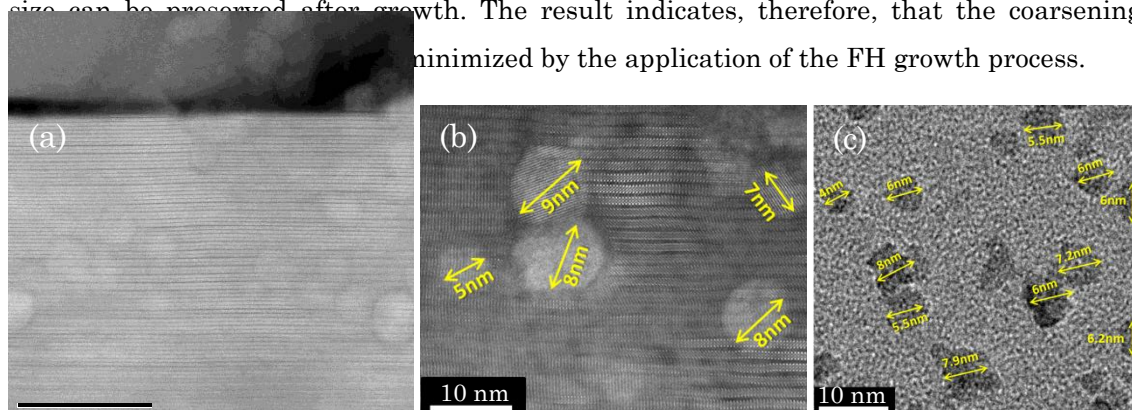 size can be preserved after growth. The result indicates, therefore, that the coarsening
minimized by the application of the FH growth process.
(a)
(b)
(c)
9nm
7nm
8nm
5nm
8nm
10 nm
5.5nm
6nm
4nm
6nm
6nm
8nm
7.2nm
6nm
5.5nm
6.2nm
7.9nm
10 nm